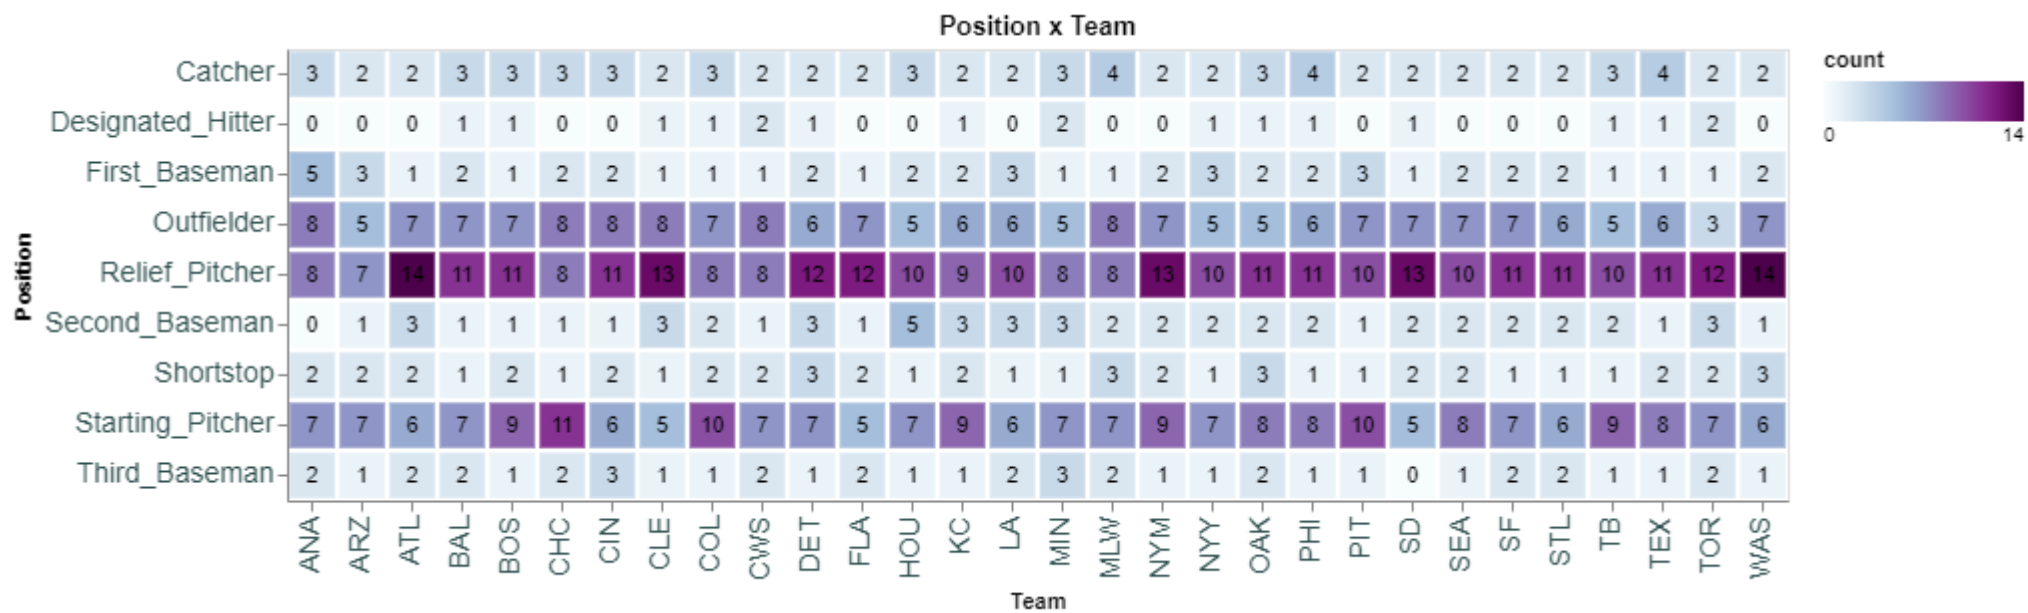 Position x Team
Position
Catcher 3 2 2 3 3 3 3 2 3 2 2 2 3 2 2 3 4 2 2 3 4 2 2 2 2 2 3 4 2 2
Designated_Hitter 0 0 0 1 1 0 0 1 1 2 1 0 0 1 0 2 0 0 1 1 1 0 1 0 0 0 1 1 2 0
First_Baseman 5 3 1 2 1 2 2 1 1 1 2 1 2 2 3 1 1 2 3 2 2 3 1 2 2 2 1 1 1 2
Outfielder 8 5 7 7 7 8 8 8 7 8 6 7 5 6 6 5 8 7 5 5 6 7 7 7 7 6 5 6 3 7
Relief_Pitcher 8 7 14 11 11 8 11 13 8 8 12 12 10 9 10 8 8 13 10 11 11 10 13 10 11 11 10 11 12 14
Second_Baseman 0 1 3 1 1 1 1 3 2 1 3 1 5 3 3 3 2 2 2 2 2 1 2 2 2 2 2 1 3 1
Shortstop 2 2 2 1 2 1 2 1 2 2 3 2 1 2 1 1 3 2 1 3 1 1 2 2 1 1 1 2 2 3
Starting_Pitcher 7 7 6 7 9 11 6 5 10 7 7 5 7 9 6 7 7 9 7 8 8 10 5 8 7 6 9 8 7 6
Third_Baseman 2 1 2 2 1 2 3 1 1 2 1 2 1 1 2 3 2 1 1 2 1 1 0 1 2 2 1 1 2 1
ANA ARZ ATL BAL BOS CHC CIN CLE COL CWS DET FLA HOU KC LA MIN MLW NYM NYY OAK PHI PIT SD SEA SF STL TB TEX TOR WAS
Team
count
0 14